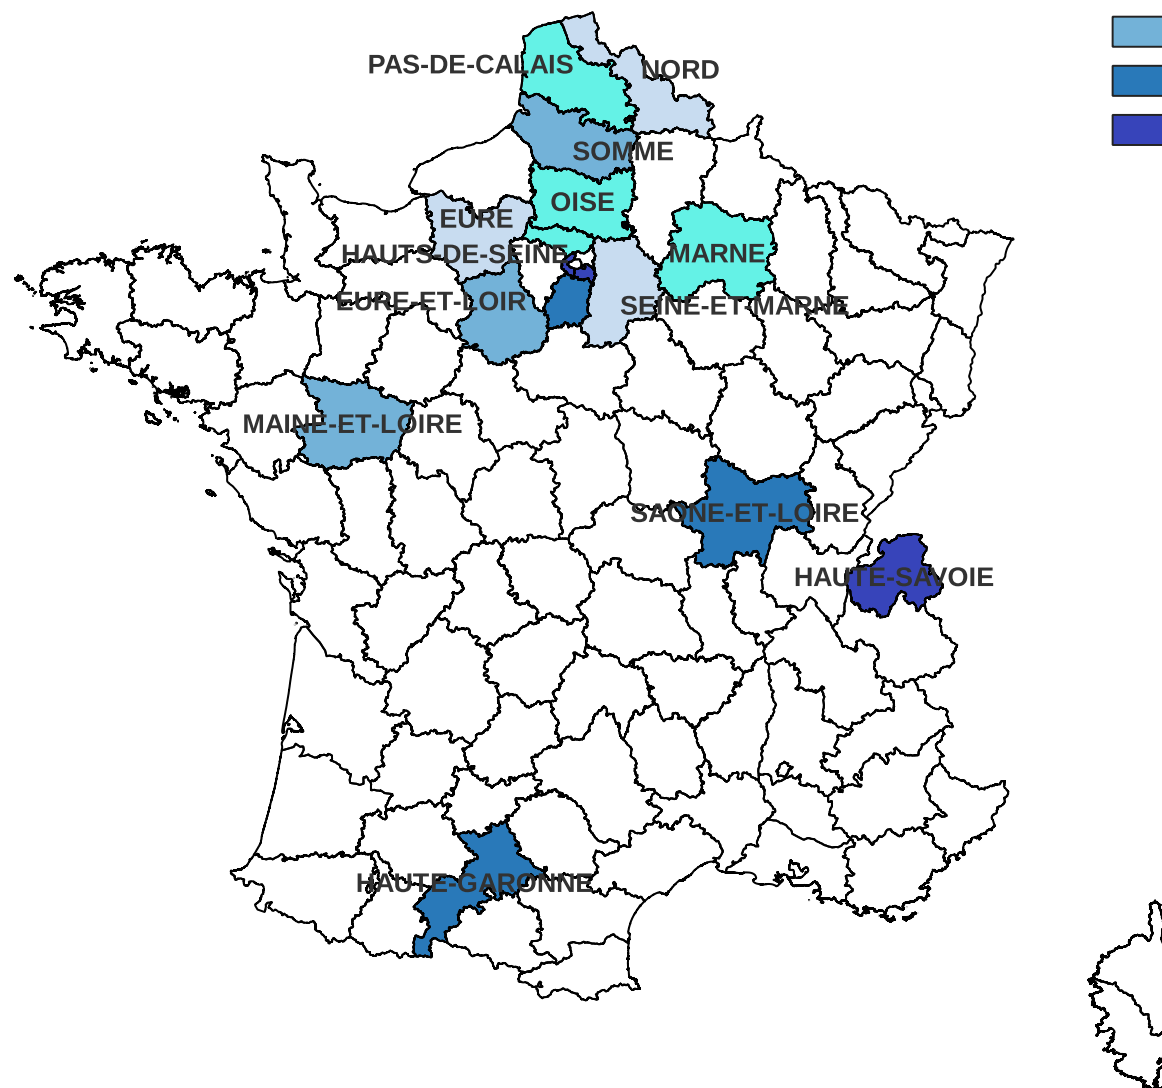 PAS-DE-CALAIS
NORD
SOMME
OISE
EURE
HAUTS-DE-SEINE
MARNE
EURE-ET-LOIR
SEINE-ET-MARNE
MAINE-ET-LOIRE
SAONE-ET-LOIRE
HAUTE-SAVOIE
HAUTE-GARONNE